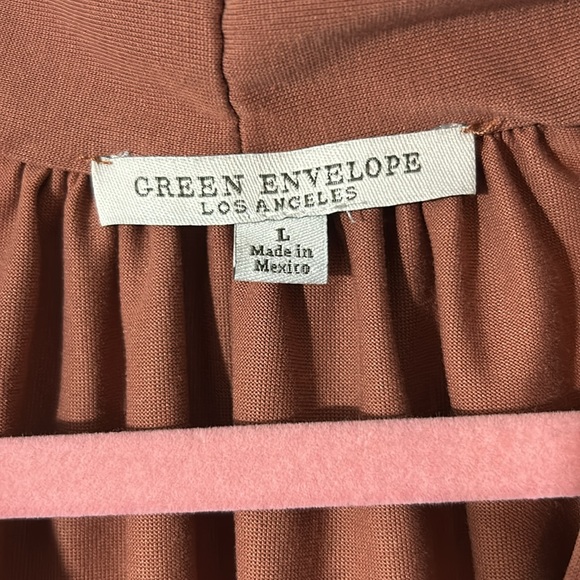 GREEN ENVELOPE
LOS ANGELES
L
Made in
Mexico